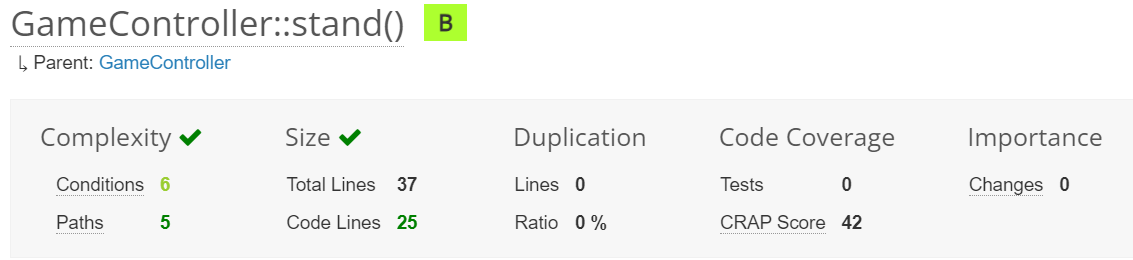 GameController::stand() B
Parent: GameController
Complexity Size Duplication Code Coverage Importance
Conditions 6 Total Lines 37 Lines 0 Tests 0 Changes 0
Paths 5 Code Lines 25 Ratio 0 % CRAP Score 42